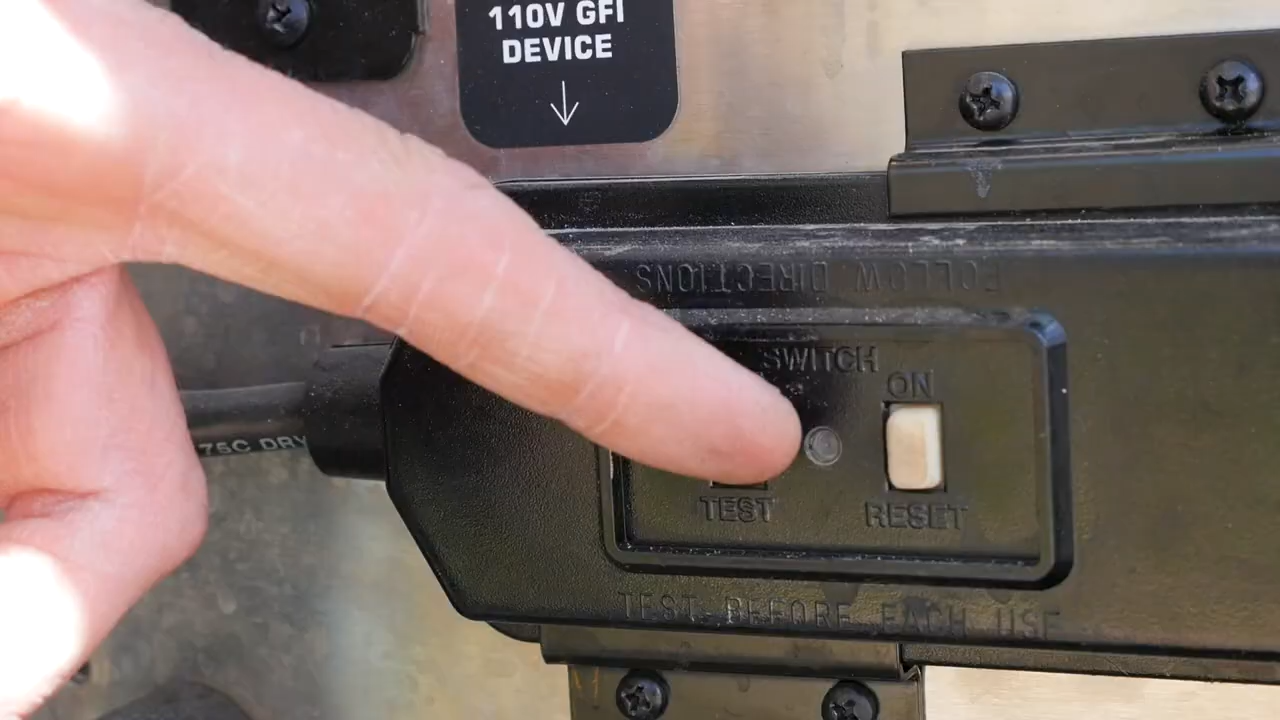 110V GFI
DEVICE
FOLLOW DIRECTIONS
SWITCH
ON
75C DRY
TEST
RESET
TEST BEFORE EACH USE